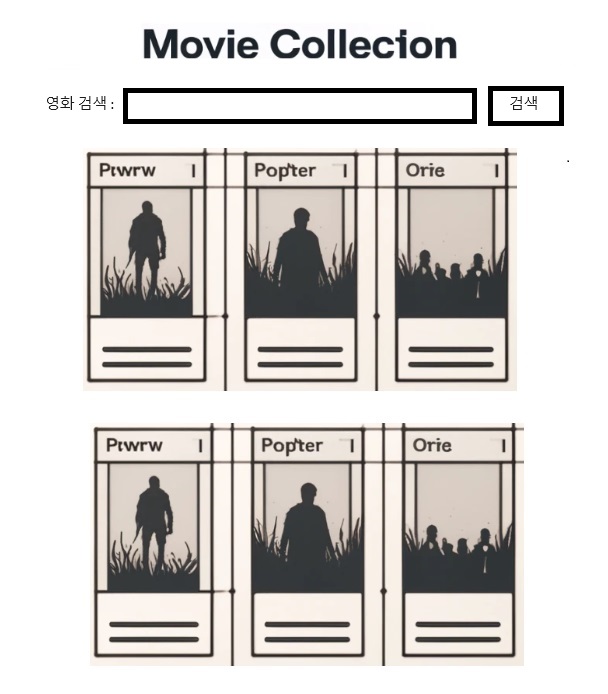 Movie Collecion
영화 검색 : 검색
Ptwrw Popter Orie
Ptwrw Popter Orie